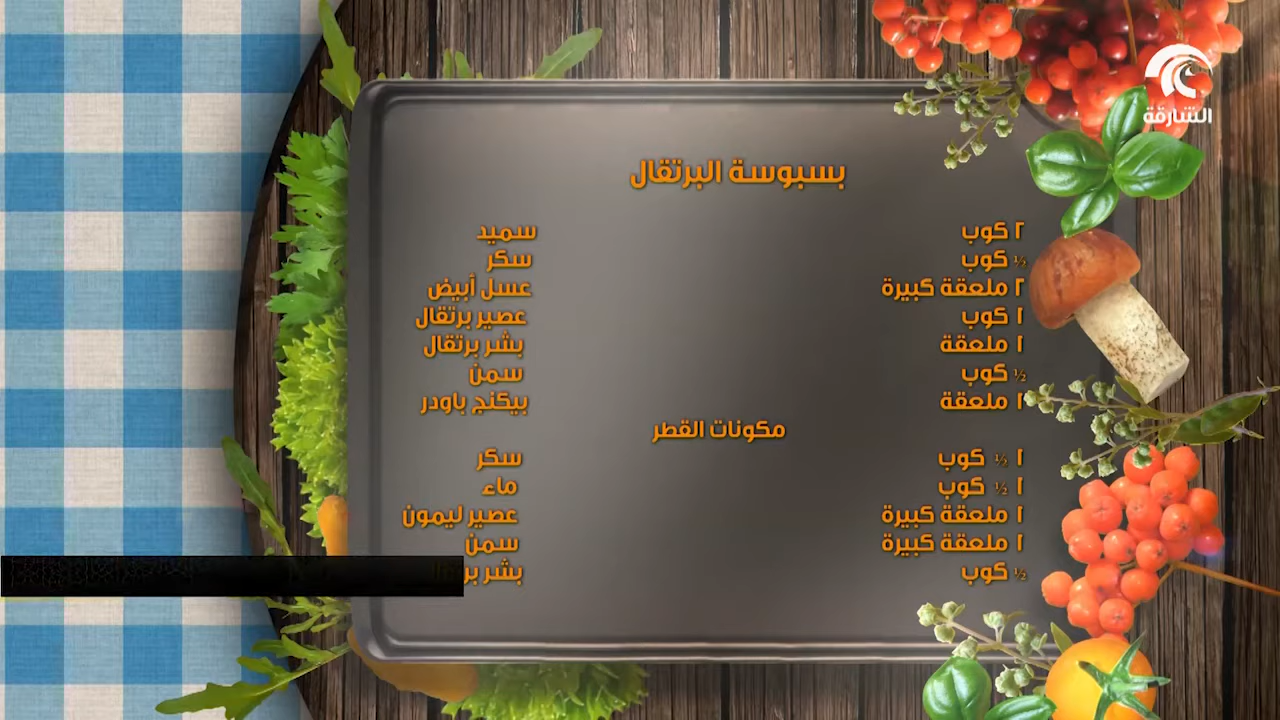 الشارقة
بسبوسة البرتقال
٢ كوب سميد
½ كوب سكر
٢ ملعقة كبيرة عسل أبيض
١ كوب عصير برتقال
١ ملعقة بشر برتقال
½ كوب سمن
١ ملعقة بيكنج باودر
مكونات القطر
١ ½ كوب سكر
١ ½ كوب ماء
١ ملعقة كبيرة عصير ليمون
١ ملعقة كبيرة سمن
½ كوب بشر